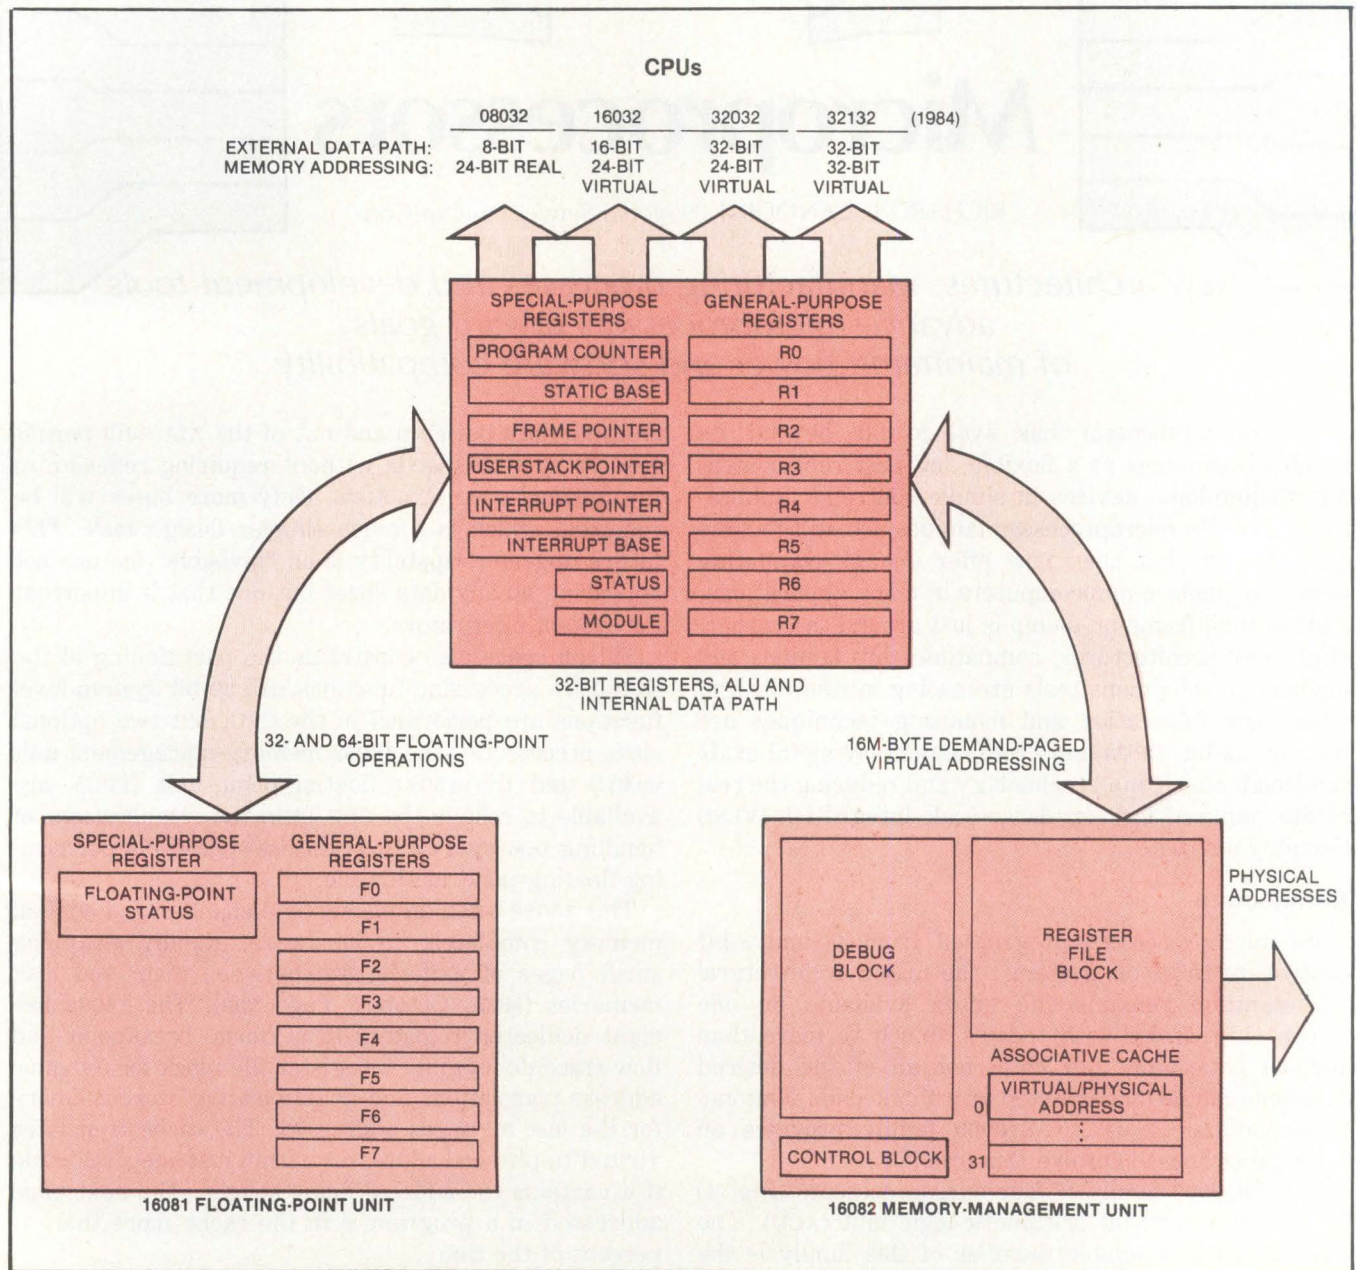 CPUs
08032 16032 32032 32132 (1984)
EXTERNAL DATA PATH: 8-BIT 16-BIT 32-BIT 32-BIT
MEMORY ADDRESSING: 24-BIT REAL 24-BIT 24-BIT 32-BIT
VIRTUAL VIRTUAL VIRTUAL
SPECIAL-PURPOSE
REGISTERS
PROGRAM COUNTER
STATIC BASE
FRAME POINTER
USER STACK POINTER
INTERRUPT POINTER
INTERRUPT BASE
STATUS
MODULE
GENERAL-PURPOSE
REGISTERS
R0
R1
R2
R3
R4
R5
R6
R7
32-BIT REGISTERS, ALU AND
INTERNAL DATA PATH
32- AND 64-BIT FLOATING-POINT
OPERATIONS
16M-BYTE DEMAND-PAGED
VIRTUAL ADDRESSING
SPECIAL-PURPOSE
REGISTER
FLOATING-POINT
STATUS
GENERAL-PURPOSE
REGISTERS
F0
F1
F2
F3
F4
F5
F6
F7
16081 FLOATING-POINT UNIT
DEBUG
BLOCK
CONTROL BLOCK
REGISTER
FILE
BLOCK
ASSOCIATIVE CACHE
0 VIRTUAL/PHYSICAL
ADDRESS
31
PHYSICAL
ADDRESSES
16082 MEMORY-MANAGEMENT UNIT